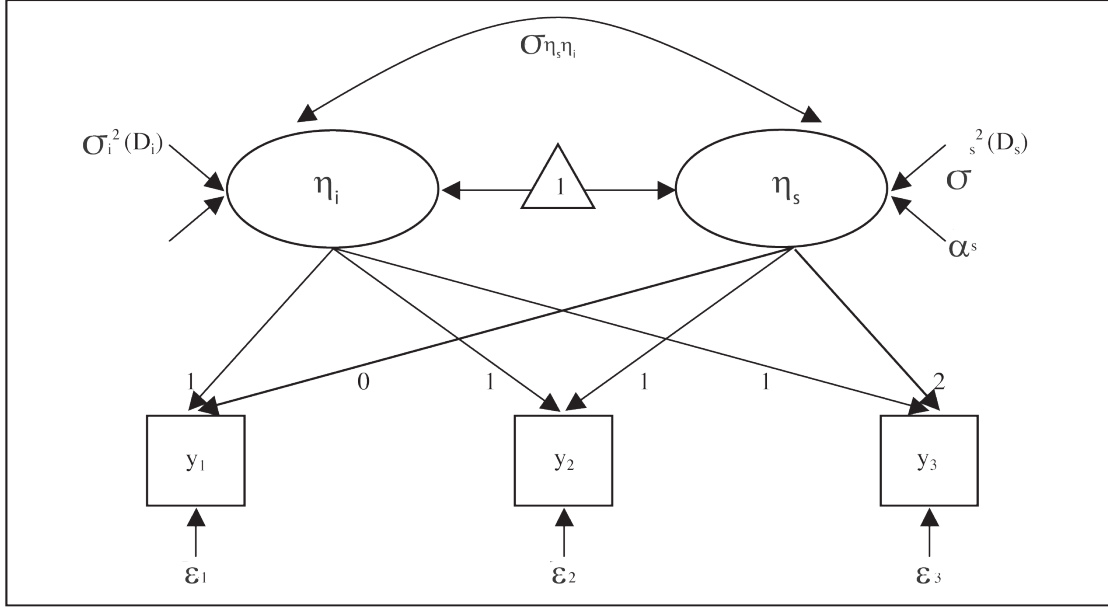 σηₛηᵢ
σᵢ²(Dᵢ)
ₛ²(Dₛ)
ηᵢ
1
ηₛ
σ
αˢ
1
0
1
1
1
2
y₁
y₂
y₃
ε₁
ε₂
ε₃